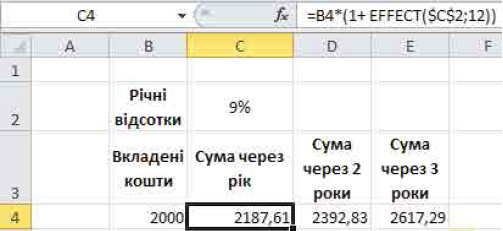 C4 fx =B4*(1+ EFFECT($C$2;12))
A B C D E F
1
2 Річні відсотки 9%
3 Вкладені кошти Сума через рік Сума через 2 роки Сума через 3 роки
4 2000 2187,61 2392,83 2617,29